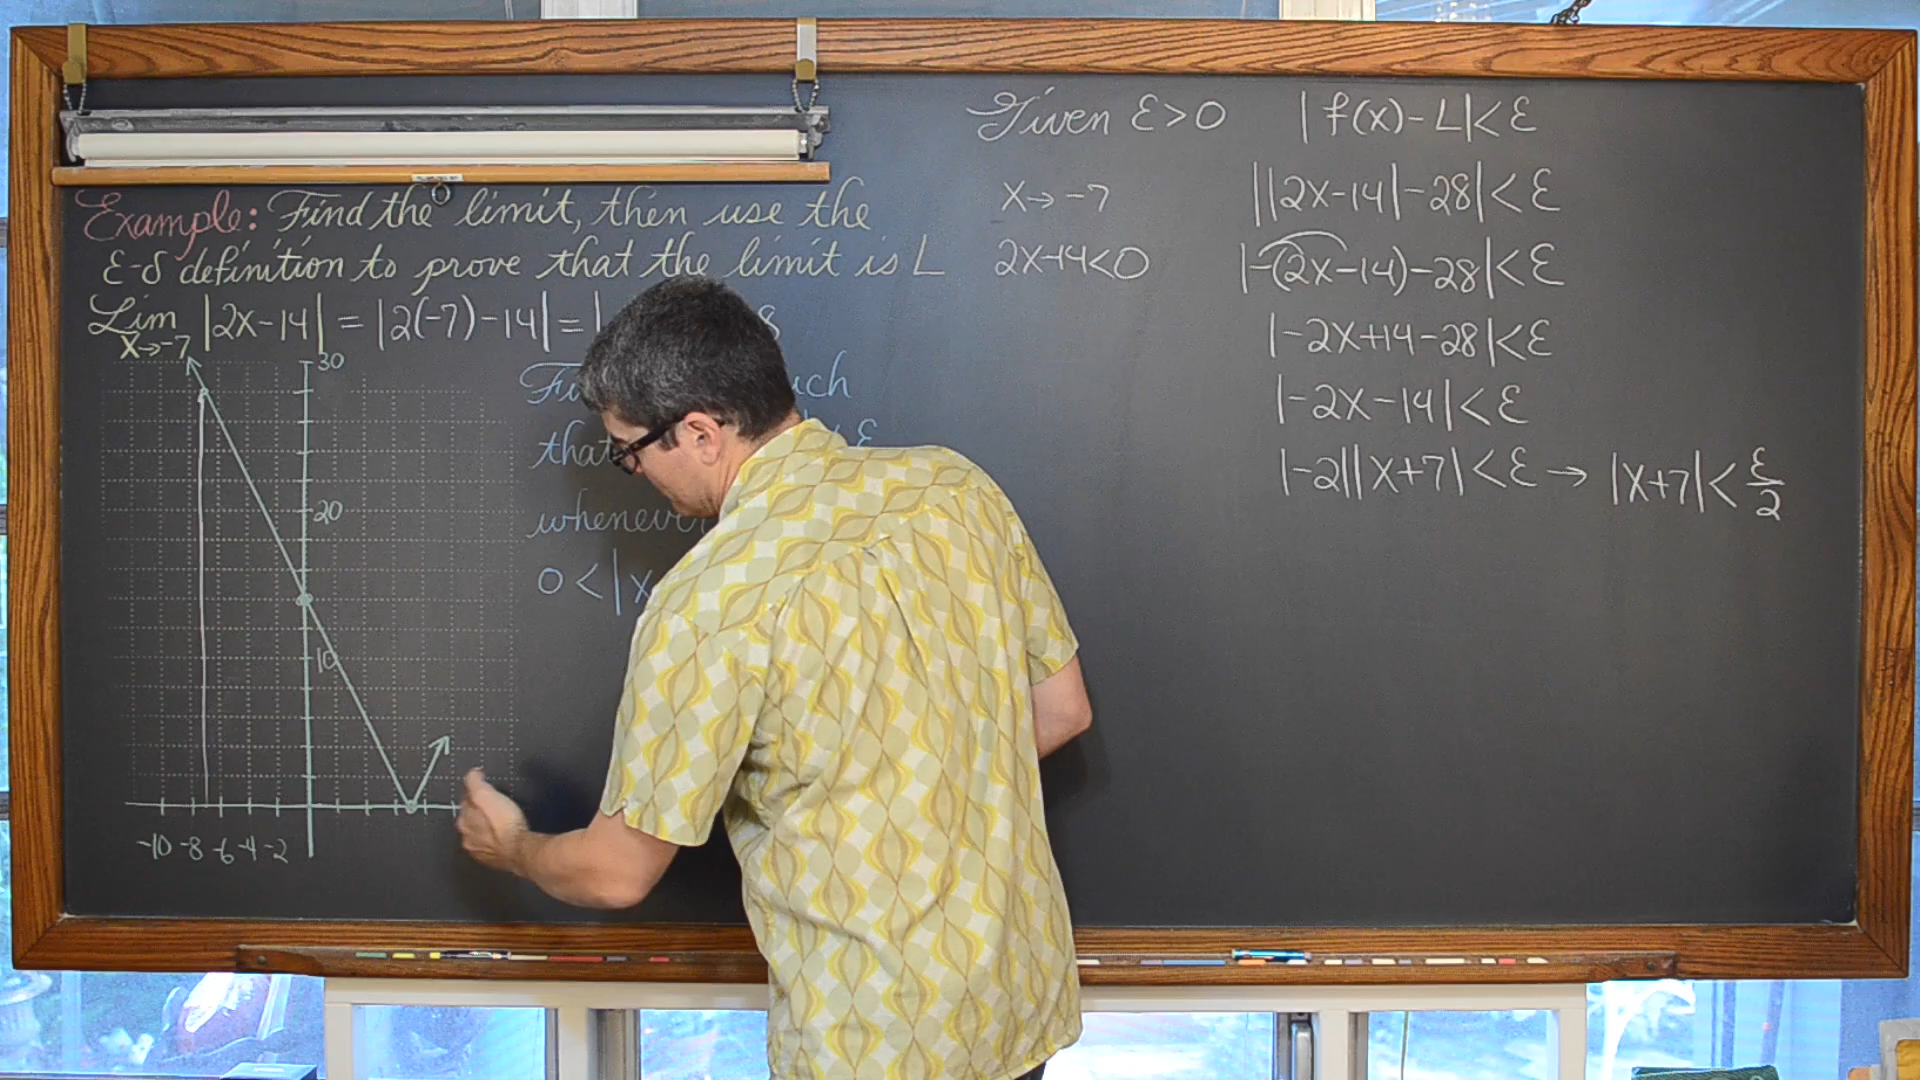 Example: Find the limit, then use the
ε-δ definition to prove that the limit is L
Lim |2x-14| = |2(-7)-14| = | 8
x→-7
30
20
10
-10 -8 -6 -4 -2
that ε
whenever
0 < | x
Given ε>0 | f(x) - L| < ε
x→ -7 ||2x-14| - 28| < ε
2x-14<0 |-(2x-14) - 28| < ε
|-2x+14-28| < ε
|-2x-14| < ε
|-2||x+7| < ε → |x+7| < ε/2